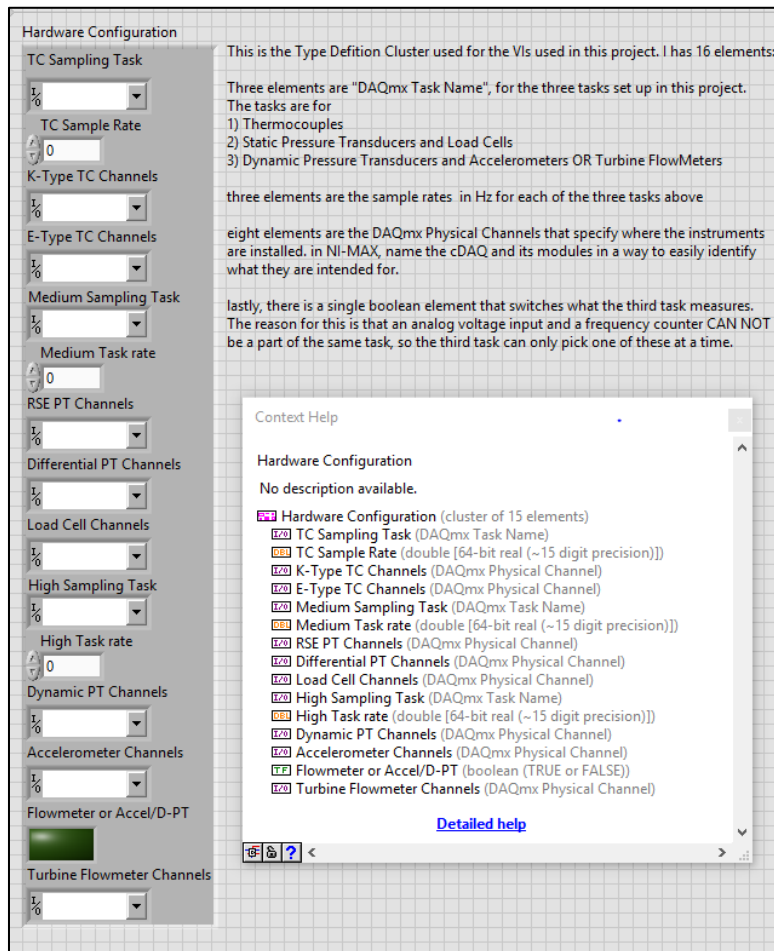 Hardware Configuration
TC Sampling Task
TC Sample Rate
0
K-Type TC Channels
E-Type TC Channels
Medium Sampling Task
Medium Task rate
0
RSE PT Channels
Differential PT Channels
Load Cell Channels
High Sampling Task
High Task rate
0
Dynamic PT Channels
Accelerometer Channels
Flowmeter or Accel/D-PT
Turbine Flowmeter Channels
This is the Type Defition Cluster used for the VIs used in this project. I has 16 elements:
Three elements are "DAQmx Task Name", for the three tasks set up in this project.
The tasks are for
1) Thermocouples
2) Static Pressure Transducers and Load Cells
3) Dynamic Pressure Transducers and Accelerometers OR Turbine FlowMeters
three elements are the sample rates in Hz for each of the three tasks above
eight elements are the DAQmx Physical Channels that specify where the instruments
are installed. in NI-MAX, name the cDAQ and its modules in a way to easily identify
what they are intended for.
lastly, there is a single boolean element that switches what the third task measures.
The reason for this is that an analog voltage input and a frequency counter CAN NOT
be a part of the same task, so the third task can only pick one of these at a time.
Context Help
Hardware Configuration
No description available.
Hardware Configuration (cluster of 15 elements)
I/O TC Sampling Task (DAQmx Task Name)
DBL TC Sample Rate (double [64-bit real (~15 digit precision)])
I/O K-Type TC Channels (DAQmx Physical Channel)
I/O E-Type TC Channels (DAQmx Physical Channel)
I/O Medium Sampling Task (DAQmx Task Name)
DBL Medium Task rate (double [64-bit real (~15 digit precision)])
I/O RSE PT Channels (DAQmx Physical Channel)
I/O Differential PT Channels (DAQmx Physical Channel)
I/O Load Cell Channels (DAQmx Physical Channel)
I/O High Sampling Task (DAQmx Task Name)
DBL High Task rate (double [64-bit real (~15 digit precision)])
I/O Dynamic PT Channels (DAQmx Physical Channel)
I/O Accelerometer Channels (DAQmx Physical Channel)
TF Flowmeter or Accel/D-PT (boolean (TRUE or FALSE))
I/O Turbine Flowmeter Channels (DAQmx Physical Channel)
Detailed help